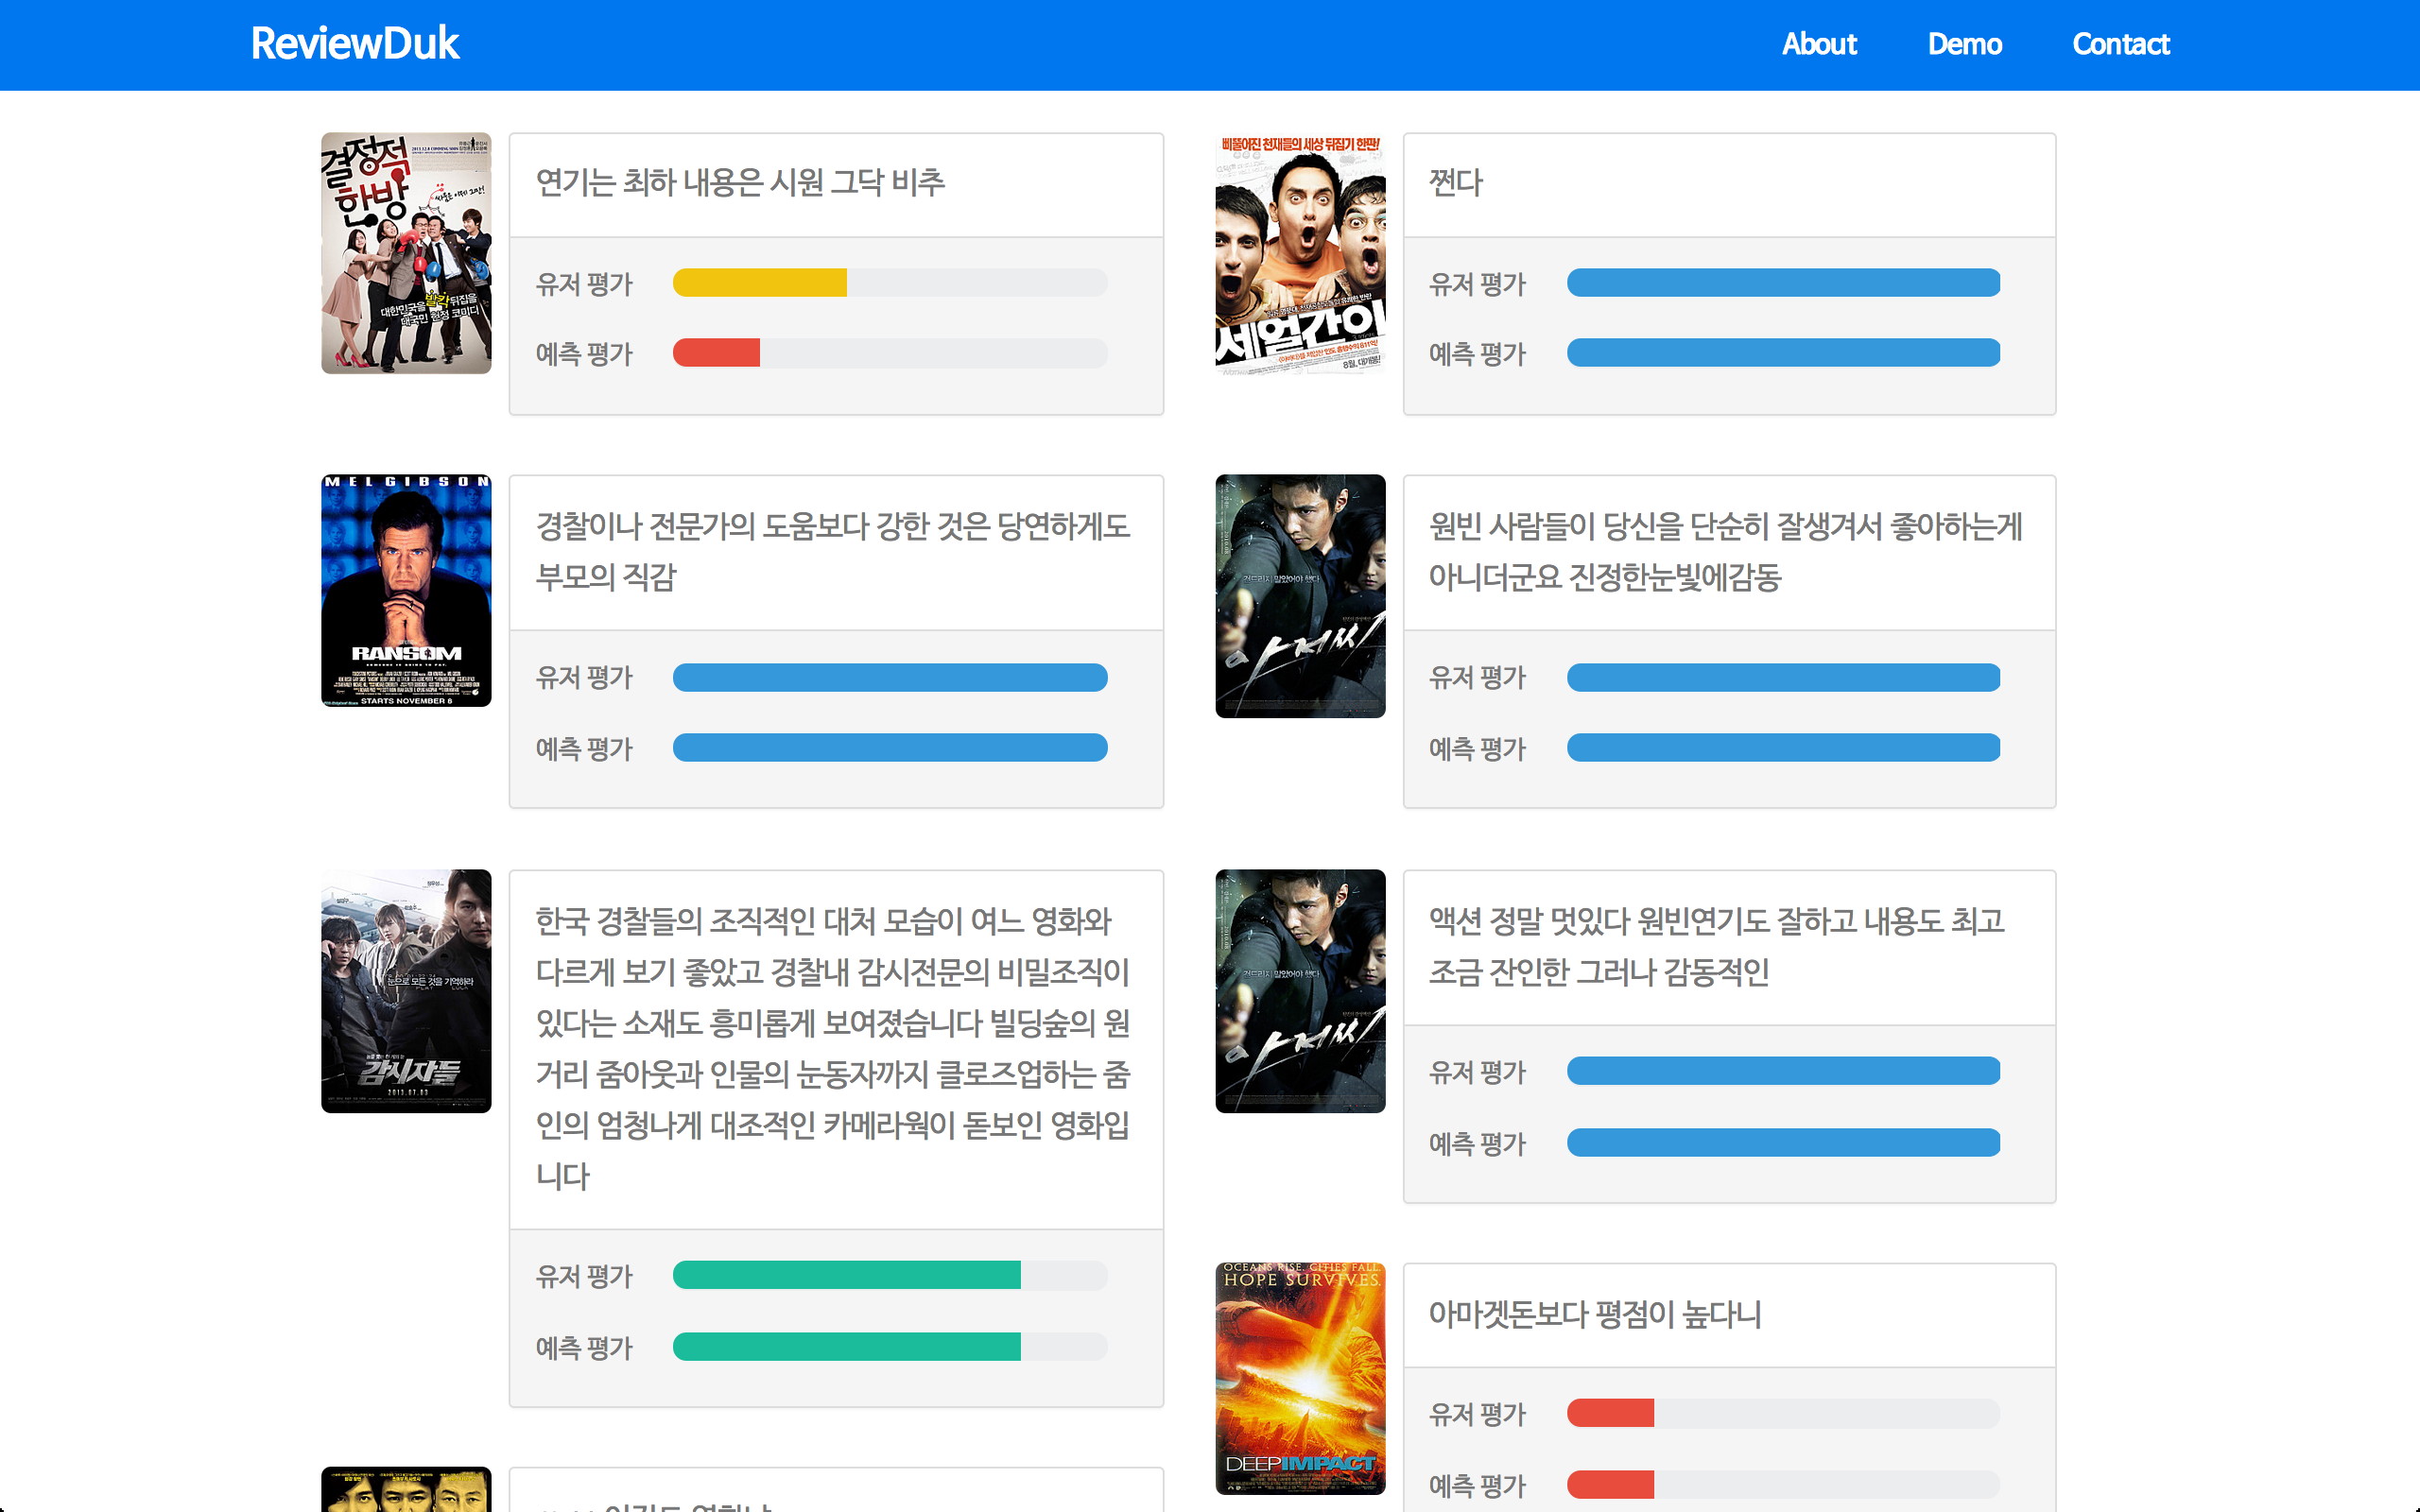 ReviewDuk
About
Demo
Contact
결정적
한방
대한민국을 발칵 뒤집을
연기는 최하 내용은 시원 그닥 비추
유저 평가
예측 평가
삐뚤어진 천재들의 세상 뒤집기 한판!
세얼간이
8월, 대개봉!
쩐다
유저 평가
예측 평가
MEL GIBSON
RANSOM
STARTS NOVEMBER 8
경찰이나 전문가의 도움보다 강한 것은 당연하게도
부모의 직감
유저 평가
예측 평가
아저씨
원빈 사람들이 당신을 단순히 잘생겨서 좋아하는게
아니더군요 진정한눈빛에감동
유저 평가
예측 평가
눈으로 모든 것을 기억하라
감시자들
2013.07.03
한국 경찰들의 조직적인 대처 모습이 여느 영화와
다르게 보기 좋았고 경찰내 감시전문의 비밀조직이
있다는 소재도 흥미롭게 보여졌습니다 빌딩숲의 원
거리 줌아웃과 인물의 눈동자까지 클로즈업하는 줌
인의 엄청나게 대조적인 카메라웍이 돋보인 영화입
니다
유저 평가
예측 평가
아저씨
액션 정말 멋있다 원빈연기도 잘하고 내용도 최고
조금 잔인한 그러나 감동적인
유저 평가
예측 평가
OCEANS RISE. CITIES FALL.
HOPE SURVIVES.
DEEP IMPACT
아마겟돈보다 평점이 높다니
유저 평가
예측 평가